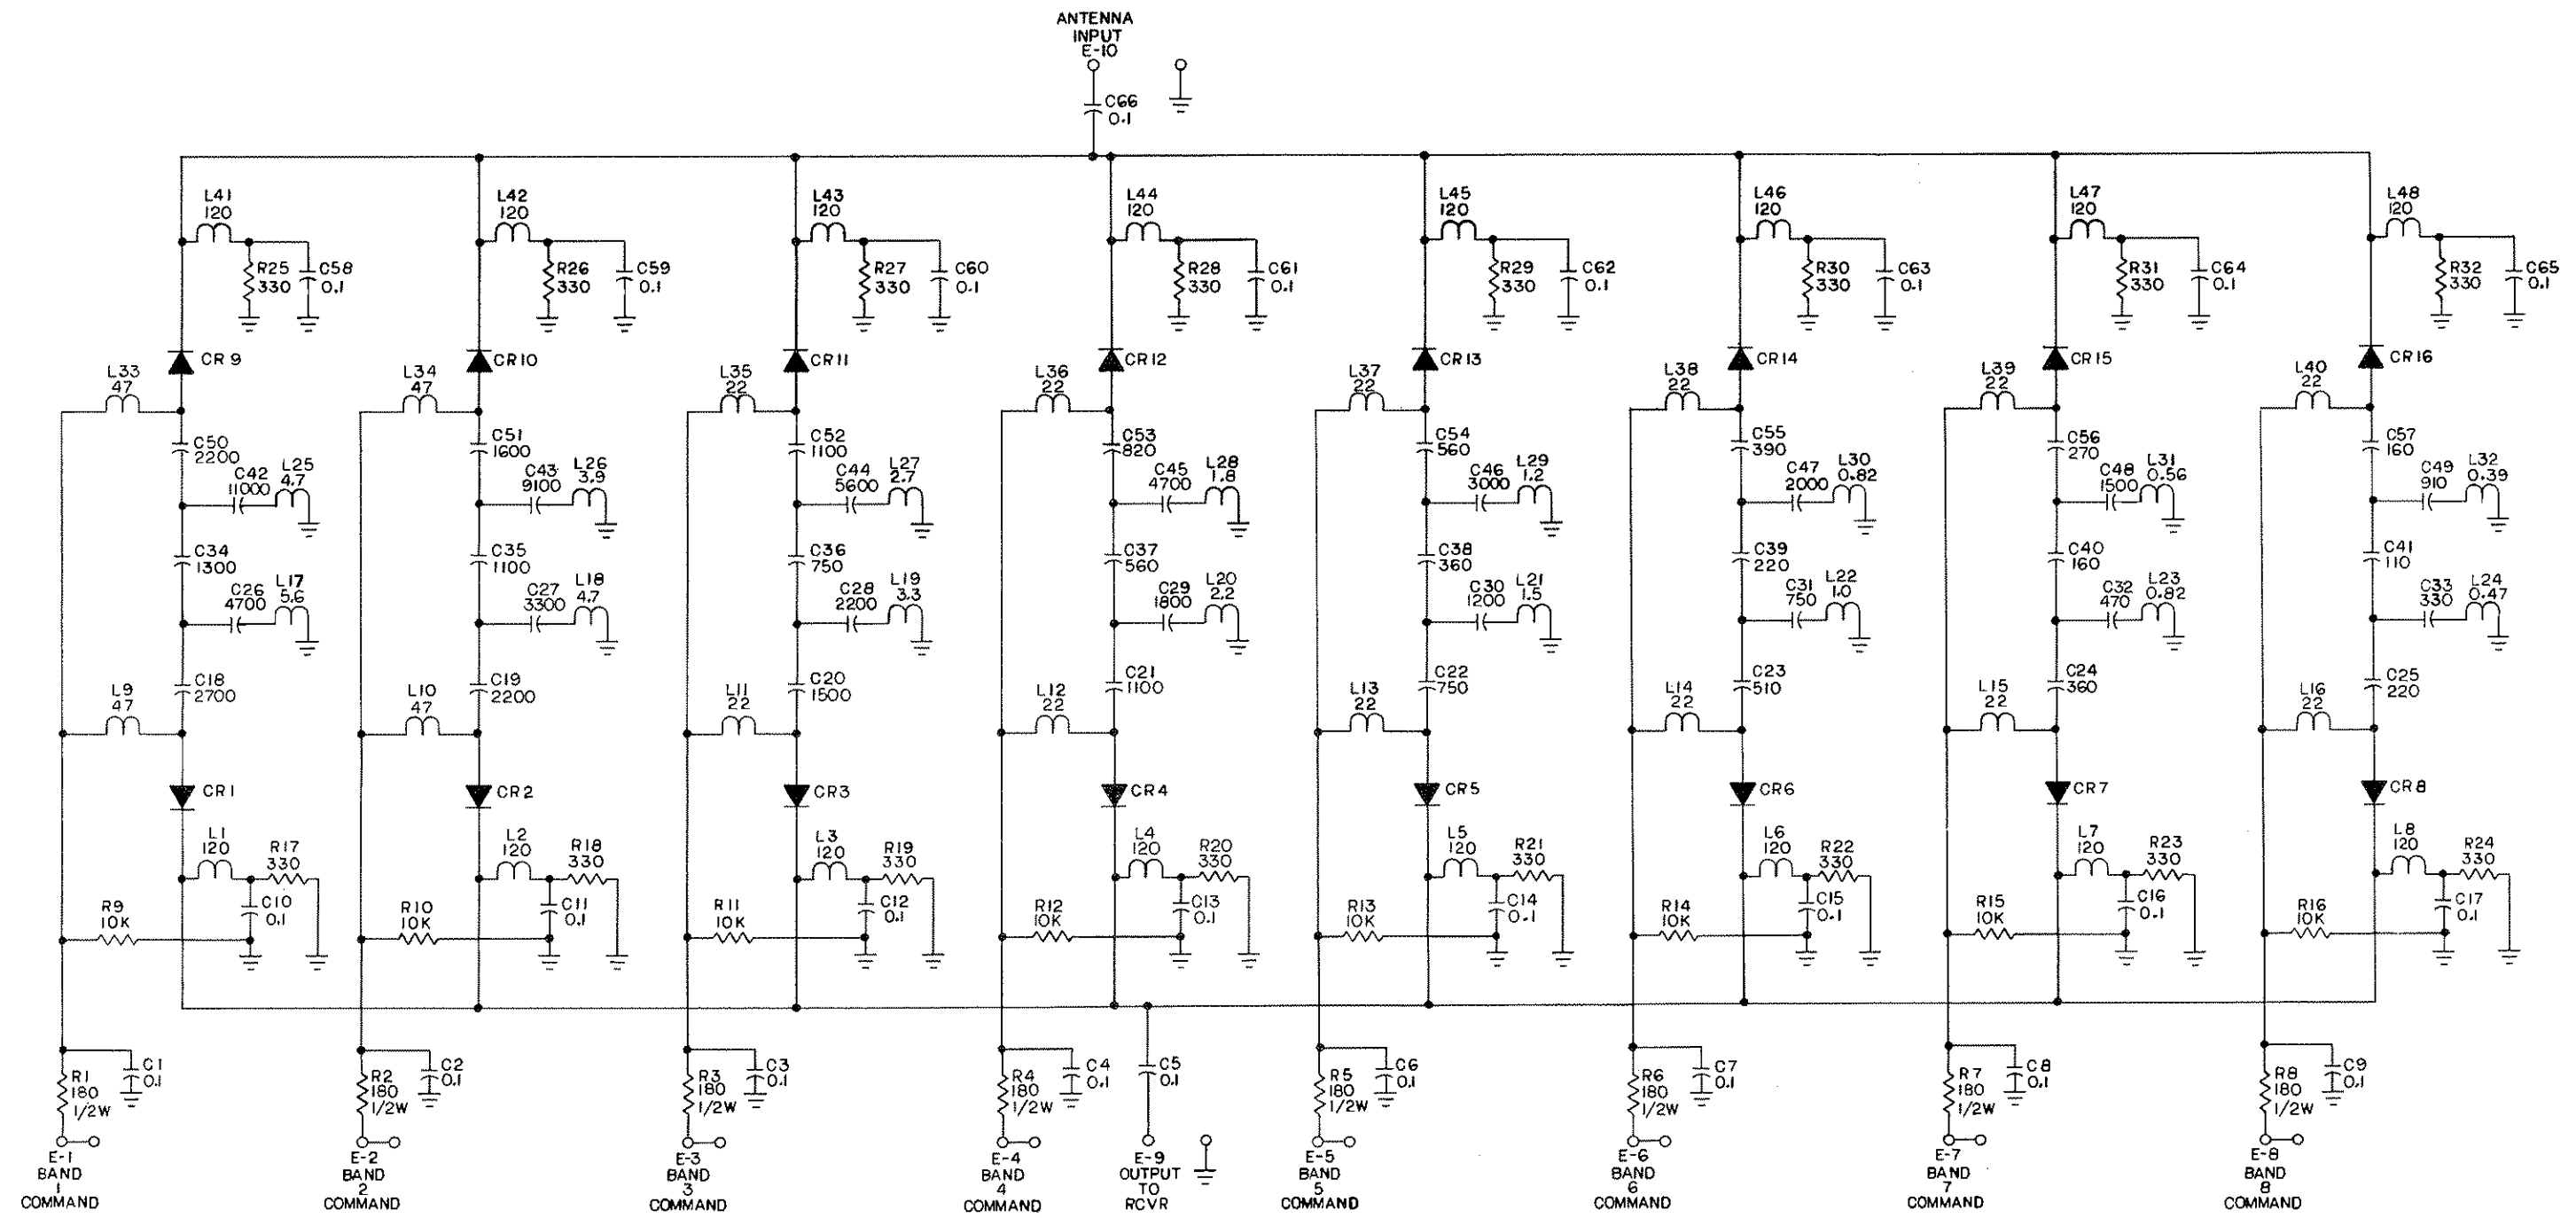 ANTENNA
INPUT
E-10
C66
0.1
L41
120
R25
330
C58
0.1
L42
120
R26
330
C59
0.1
L43
120
R27
330
C60
0.1
L44
120
R28
330
C61
0.1
L45
120
R29
330
C62
0.1
L46
120
R30
330
C63
0.1
L47
120
R31
330
C64
0.1
L48
120
R32
330
C65
0.1
CR9
CR10
CR11
CR12
CR13
CR14
CR15
CR16
L33
47
L34
47
L35
22
L36
22
L37
22
L38
22
L39
22
L40
22
C50
2200
C42
11000
L25
4.7
C51
1600
C43
9100
L26
3.9
C52
1100
C44
5600
L27
2.7
C53
820
C45
4700
L28
1.8
C54
560
C46
3000
L29
1.2
C55
390
C47
2000
L30
0.82
C56
270
C48
1500
L31
0.56
C57
160
C49
910
L32
0.39
C34
1300
C26
4700
L17
5.6
C35
1100
C27
3300
L18
4.7
C36
750
C28
2200
L19
3.3
C37
560
C29
1800
L20
2.2
C38
360
C30
1200
L21
1.5
C39
220
C31
750
L22
1.0
C40
160
C32
470
L23
0.82
C41
110
C33
330
L24
0.47
L9
47
C18
2700
L10
47
C19
2200
L11
22
C20
1500
L12
22
C21
1100
L13
22
C22
750
L14
22
C23
510
L15
22
C24
360
L16
22
C25
220
CR1
CR2
CR3
CR4
CR5
CR6
CR7
CR8
L1
120
R17
330
L2
120
R18
330
L3
120
R19
330
L4
120
R20
330
L5
120
R21
330
L6
120
R22
330
L7
120
R23
330
L8
120
R24
330
R9
10K
C10
0.1
R10
10K
C11
0.1
R11
10K
C12
0.1
R12
10K
C13
0.1
R13
10K
C14
0.1
R14
10K
C15
0.1
R15
10K
C16
0.1
R16
10K
C17
0.1
R1
180
1/2W
C1
0.1
R2
180
1/2W
C2
0.1
R3
180
1/2W
C3
0.1
R4
180
1/2W
C4
0.1
C5
0.1
R5
180
1/2W
C6
0.1
R6
180
1/2W
C7
0.1
R7
180
1/2W
C8
0.1
R8
180
1/2W
C9
0.1
E-1
BAND
1
COMMAND
E-2
BAND
2
COMMAND
E-3
BAND
3
COMMAND
E-4
BAND
4
COMMAND
E-9
OUTPUT
TO
RCVR
E-5
BAND
5
COMMAND
E-6
BAND
6
COMMAND
E-7
BAND
7
COMMAND
E-8
BAND
8
COMMAND